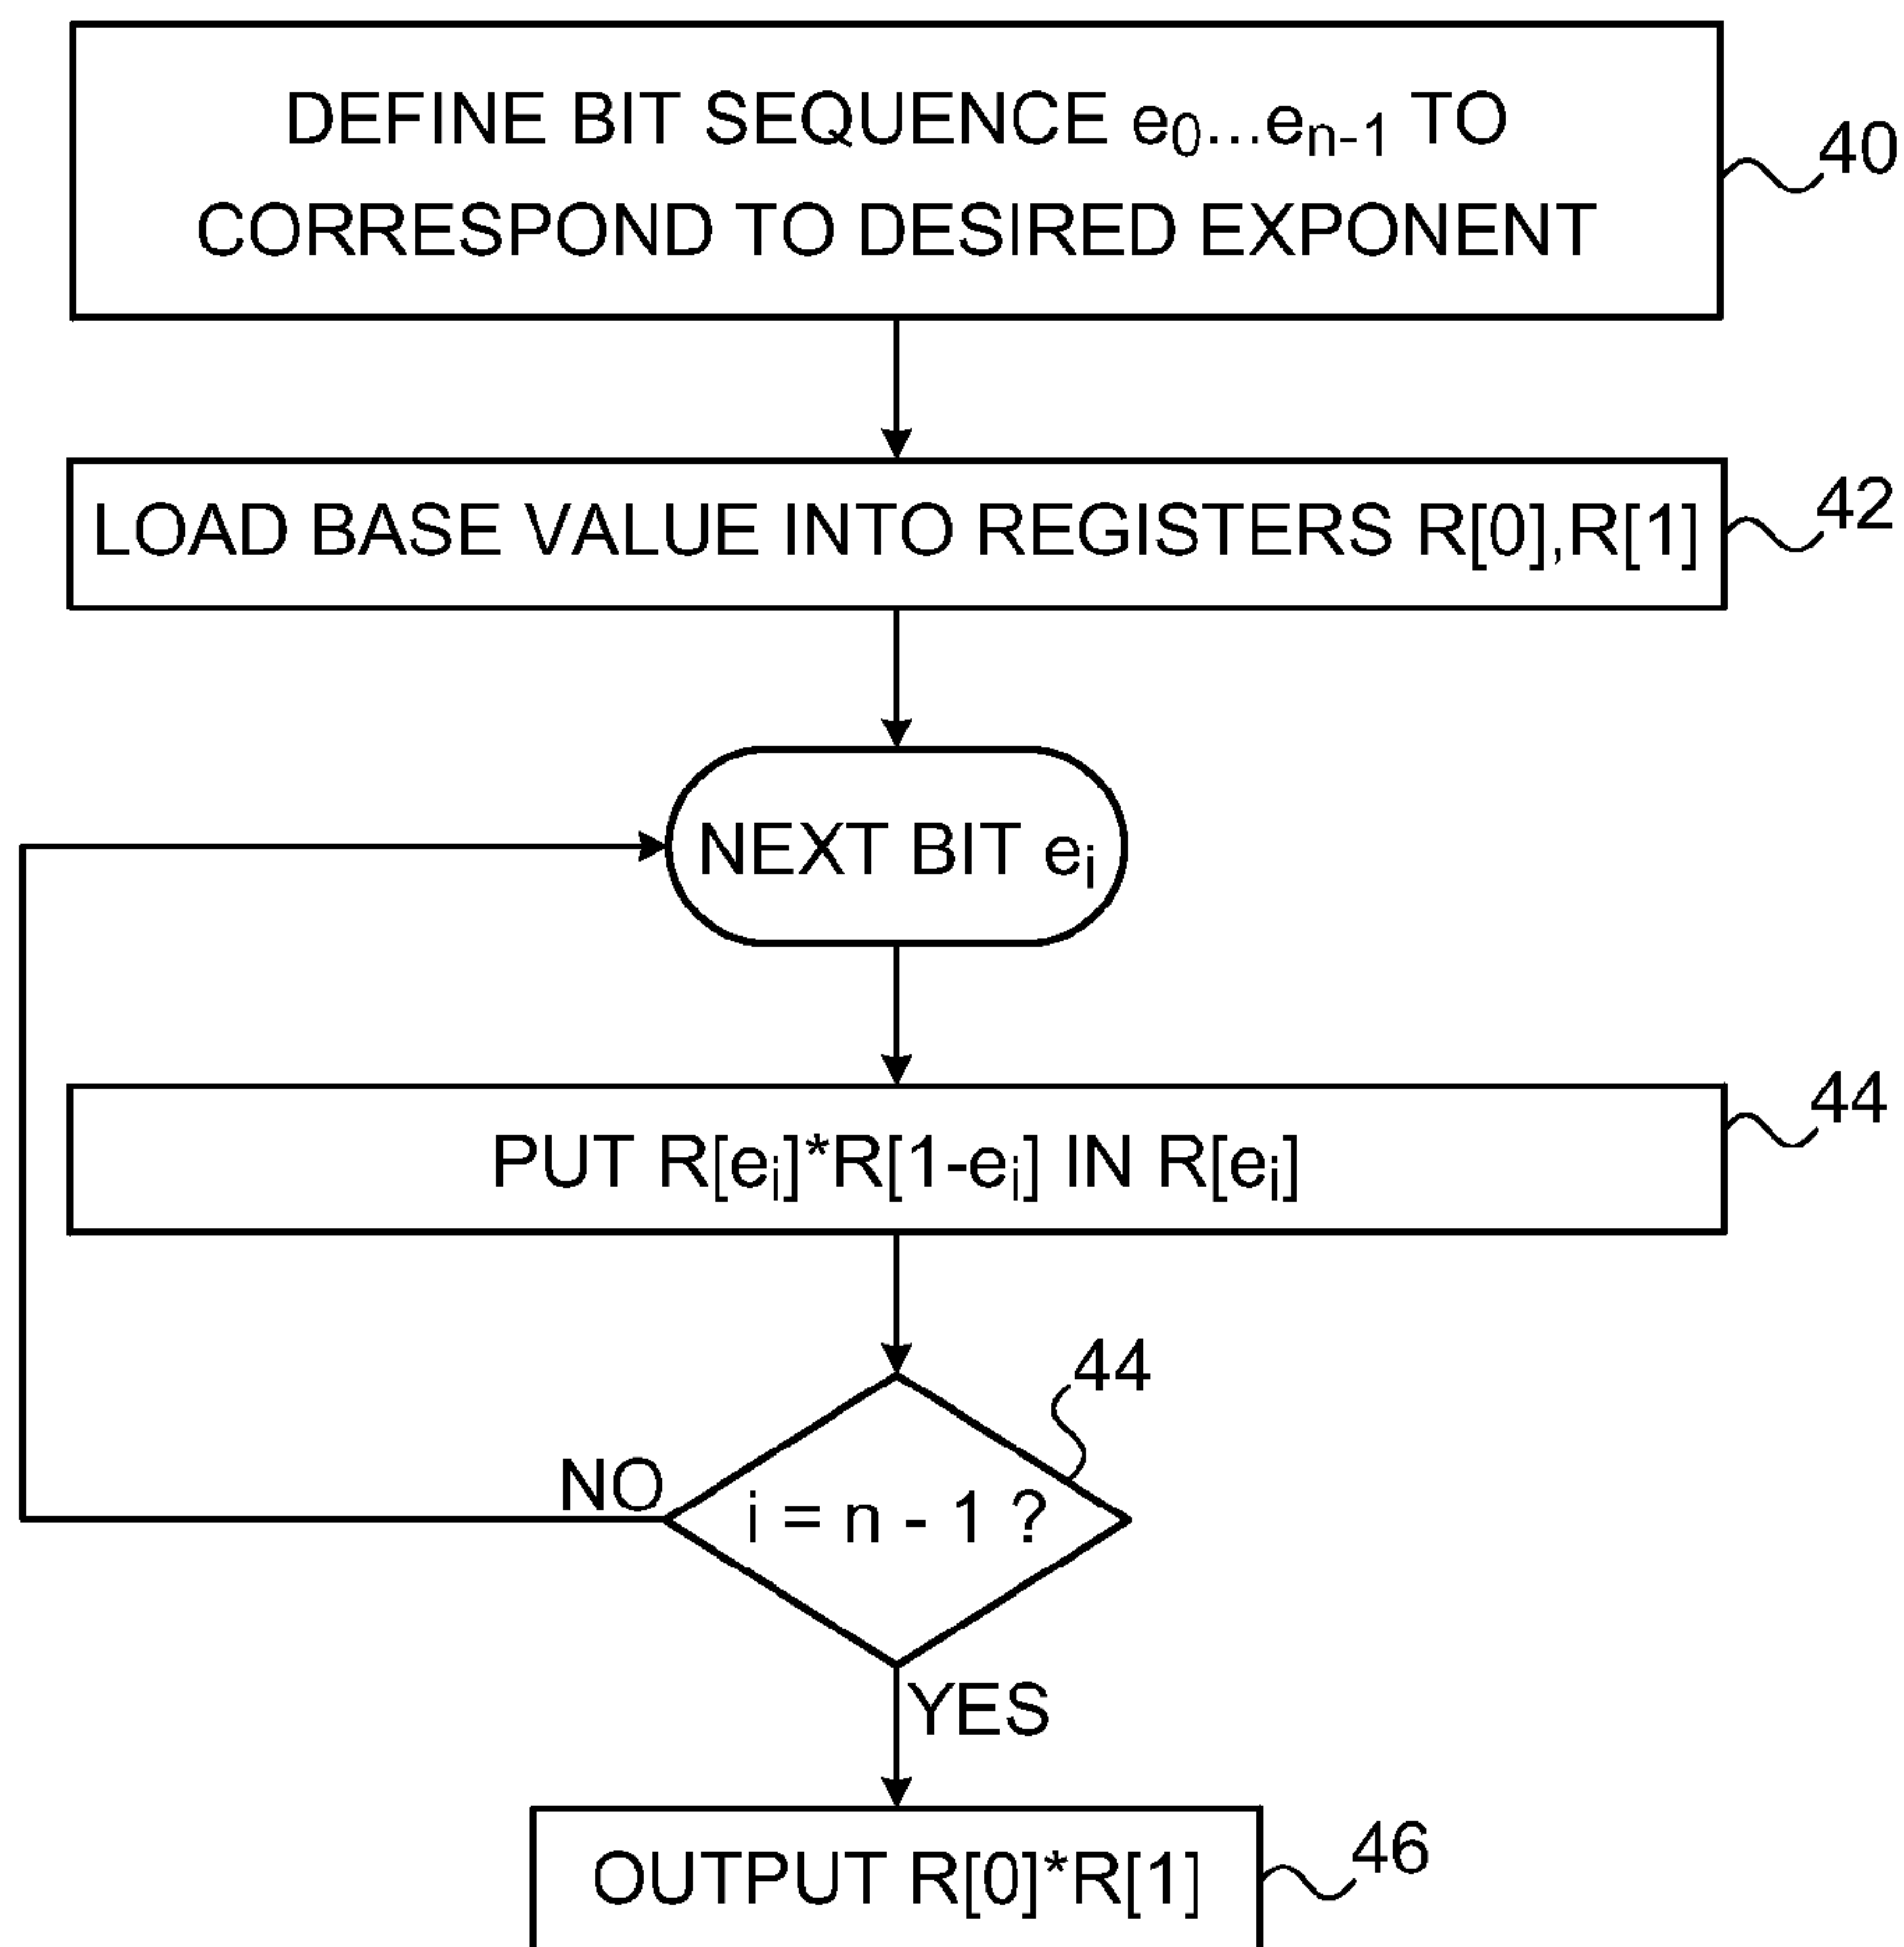 DEFINE BIT SEQUENCE e0...en-1 TO
CORRESPOND TO DESIRED EXPONENT
40
LOAD BASE VALUE INTO REGISTERS R[0],R[1]
42
NEXT BIT ei
PUT R[ei]*R[1-ei] IN R[ei]
44
44
NO
i = n - 1 ?
YES
OUTPUT R[0]*R[1]
46